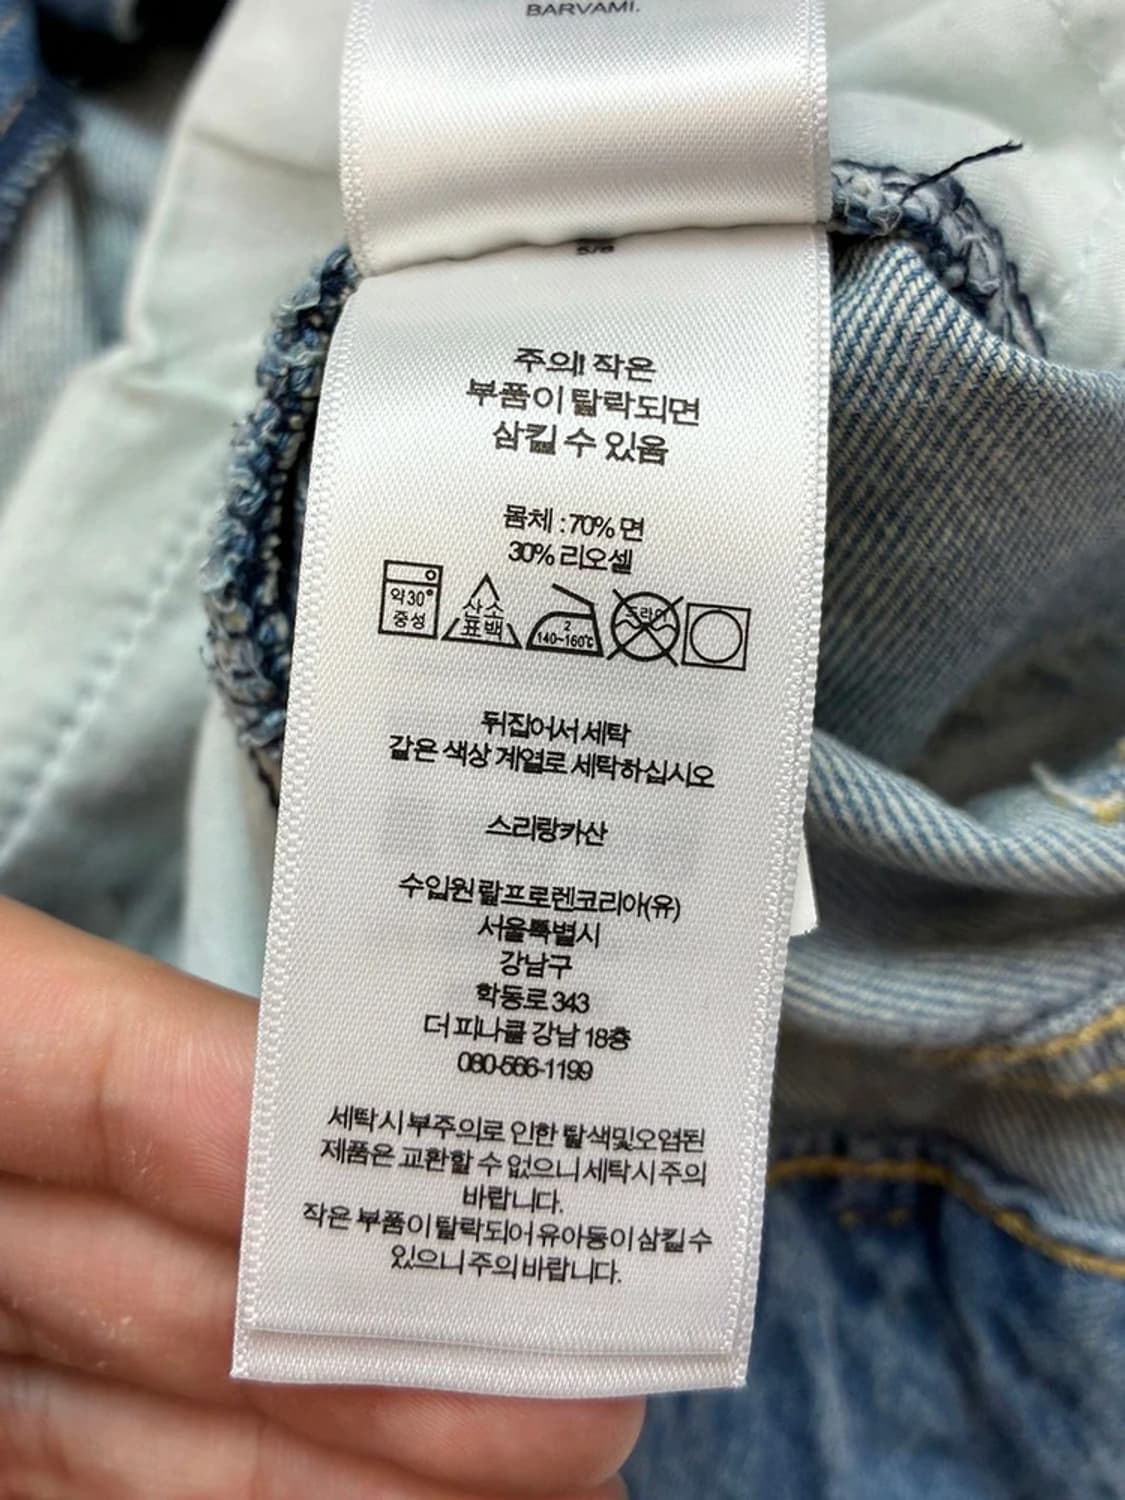 BARVAMI.
5/6
주의! 작은
부품이 탈락되면
삼킬 수 있음
몸체 : 70% 면
30% 리오셀
약30° 중성
산소 표백
2 140~160℃
드라이
뒤집어서 세탁
같은 색상 계열로 세탁하십시오
스리랑카산
수입원 랄프로렌코리아(유)
서울특별시
강남구
학동로 343
더 피나클 강남 18층
080-566-1199
세탁시 부주의로 인한 탈색및오염된
제품은 교환할 수 없으니 세탁시 주의
바랍니다.
작은 부품이 탈락되어 유아동이 삼킬 수
있으니 주의 바랍니다.